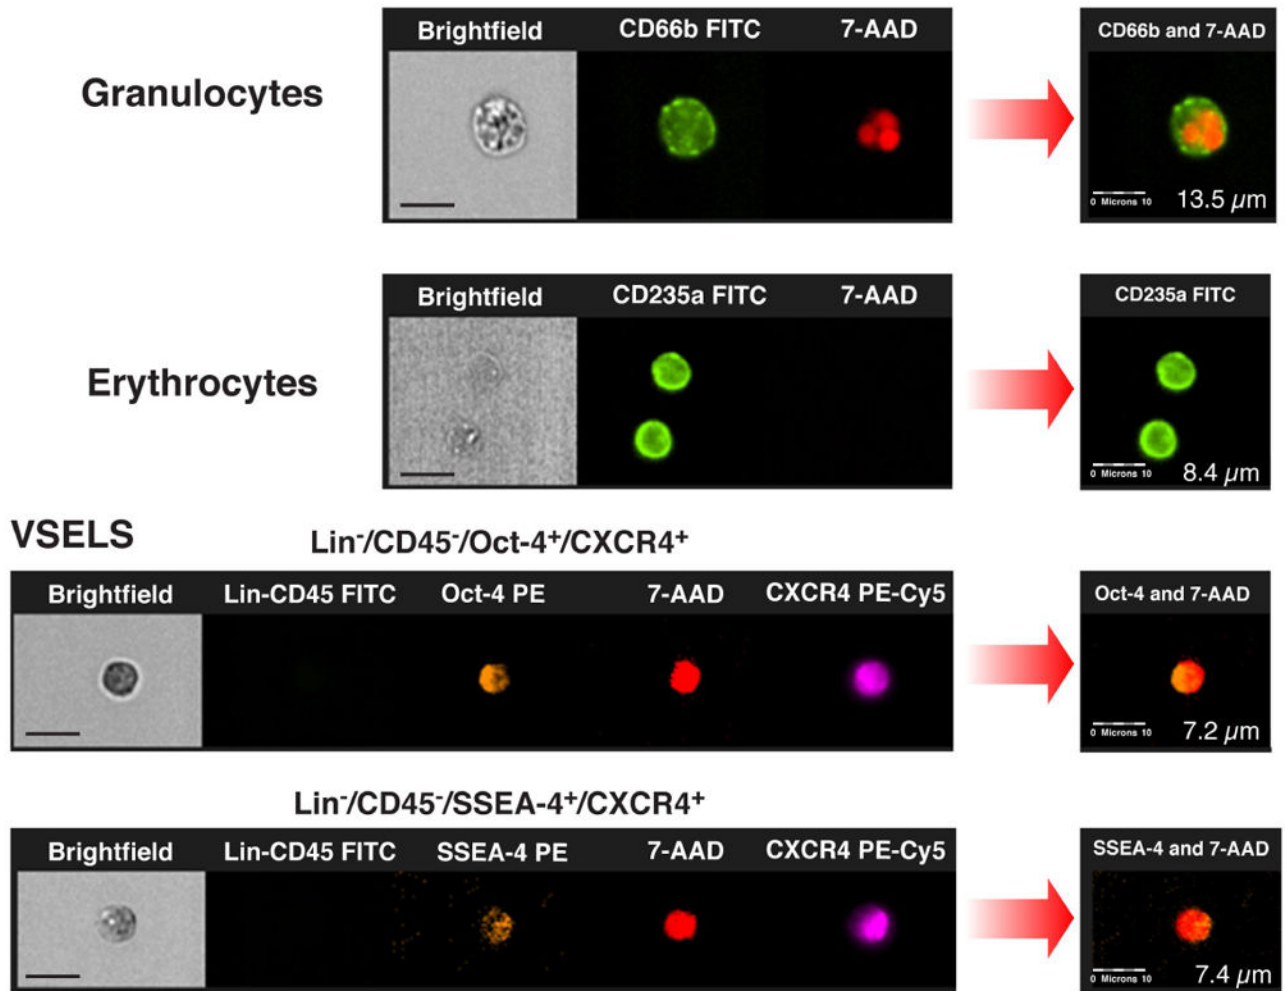 Granulocytes
Brightfield CD66b FITC 7-AAD
CD66b and 7-AAD
0 Microns 10
13.5 µm
Erythrocytes
Brightfield CD235a FITC 7-AAD
CD235a FITC
0 Microns 10
8.4 µm
VSELS
Lin⁻/CD45⁻/Oct-4⁺/CXCR4⁺
Brightfield Lin-CD45 FITC Oct-4 PE 7-AAD CXCR4 PE-Cy5
Oct-4 and 7-AAD
0 Microns 10
7.2 µm
Lin⁻/CD45⁻/SSEA-4⁺/CXCR4⁺
Brightfield Lin-CD45 FITC SSEA-4 PE 7-AAD CXCR4 PE-Cy5
SSEA-4 and 7-AAD
0 Microns 10
7.4 µm